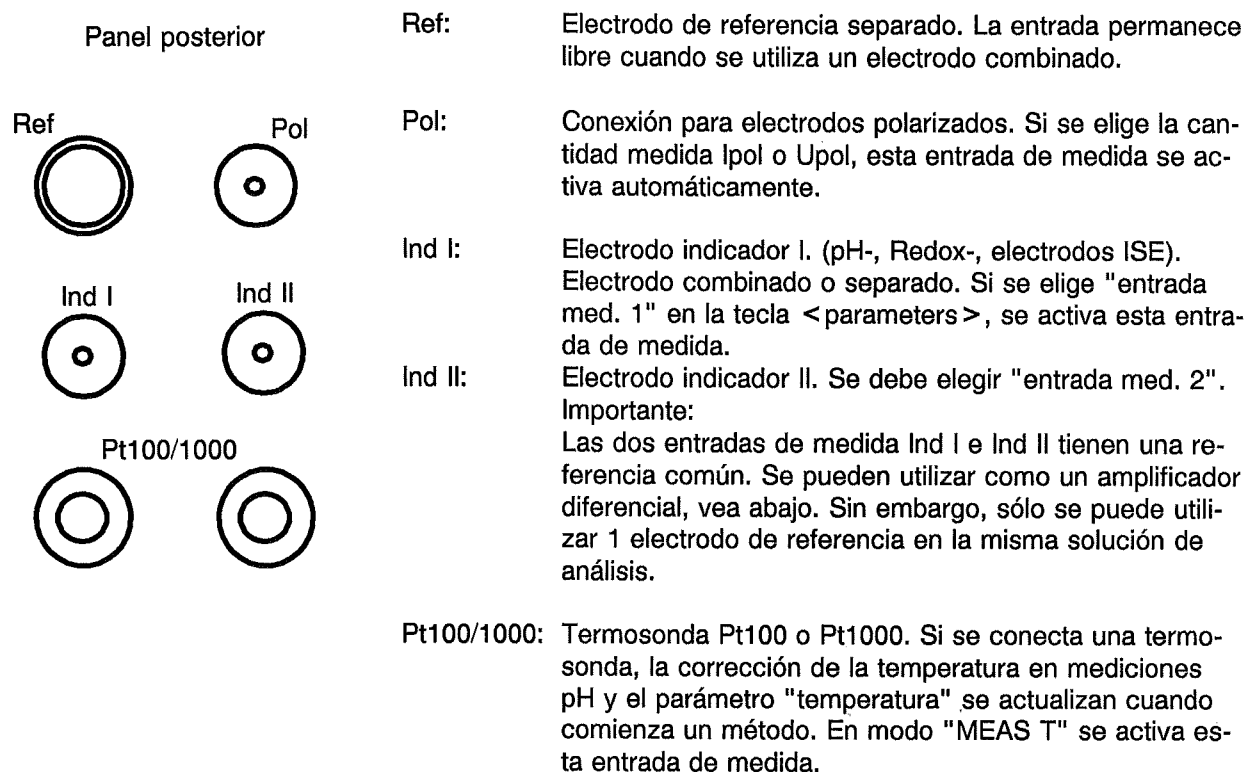 Panel posterior
Ref
Pol
Ind I
Ind II
Pt100/1000
Ref: Electrodo de referencia separado. La entrada permanece
libre cuando se utiliza un electrodo combinado.
Pol: Conexión para electrodos polarizados. Si se elige la can-
tidad medida Ipol o Upol, esta entrada de medida se ac-
tiva automáticamente.
Ind I: Electrodo indicador I. (pH-, Redox-, electrodos ISE).
Electrodo combinado o separado. Si se elige "entrada
med. 1" en la tecla <parameters>, se activa esta entra-
da de medida.
Ind II: Electrodo indicador II. Se debe elegir "entrada med. 2".
Importante:
Las dos entradas de medida Ind I e Ind II tienen una re-
ferencia común. Se pueden utilizar como un amplificador
diferencial, vea abajo. Sin embargo, sólo se puede utili-
zar 1 electrodo de referencia en la misma solución de
análisis.
Pt100/1000: Termosonda Pt100 o Pt1000. Si se conecta una termo-
sonda, la corrección de la temperatura en mediciones
pH y el parámetro "temperatura" se actualizan cuando
comienza un método. En modo "MEAS T" se activa es-
ta entrada de medida.